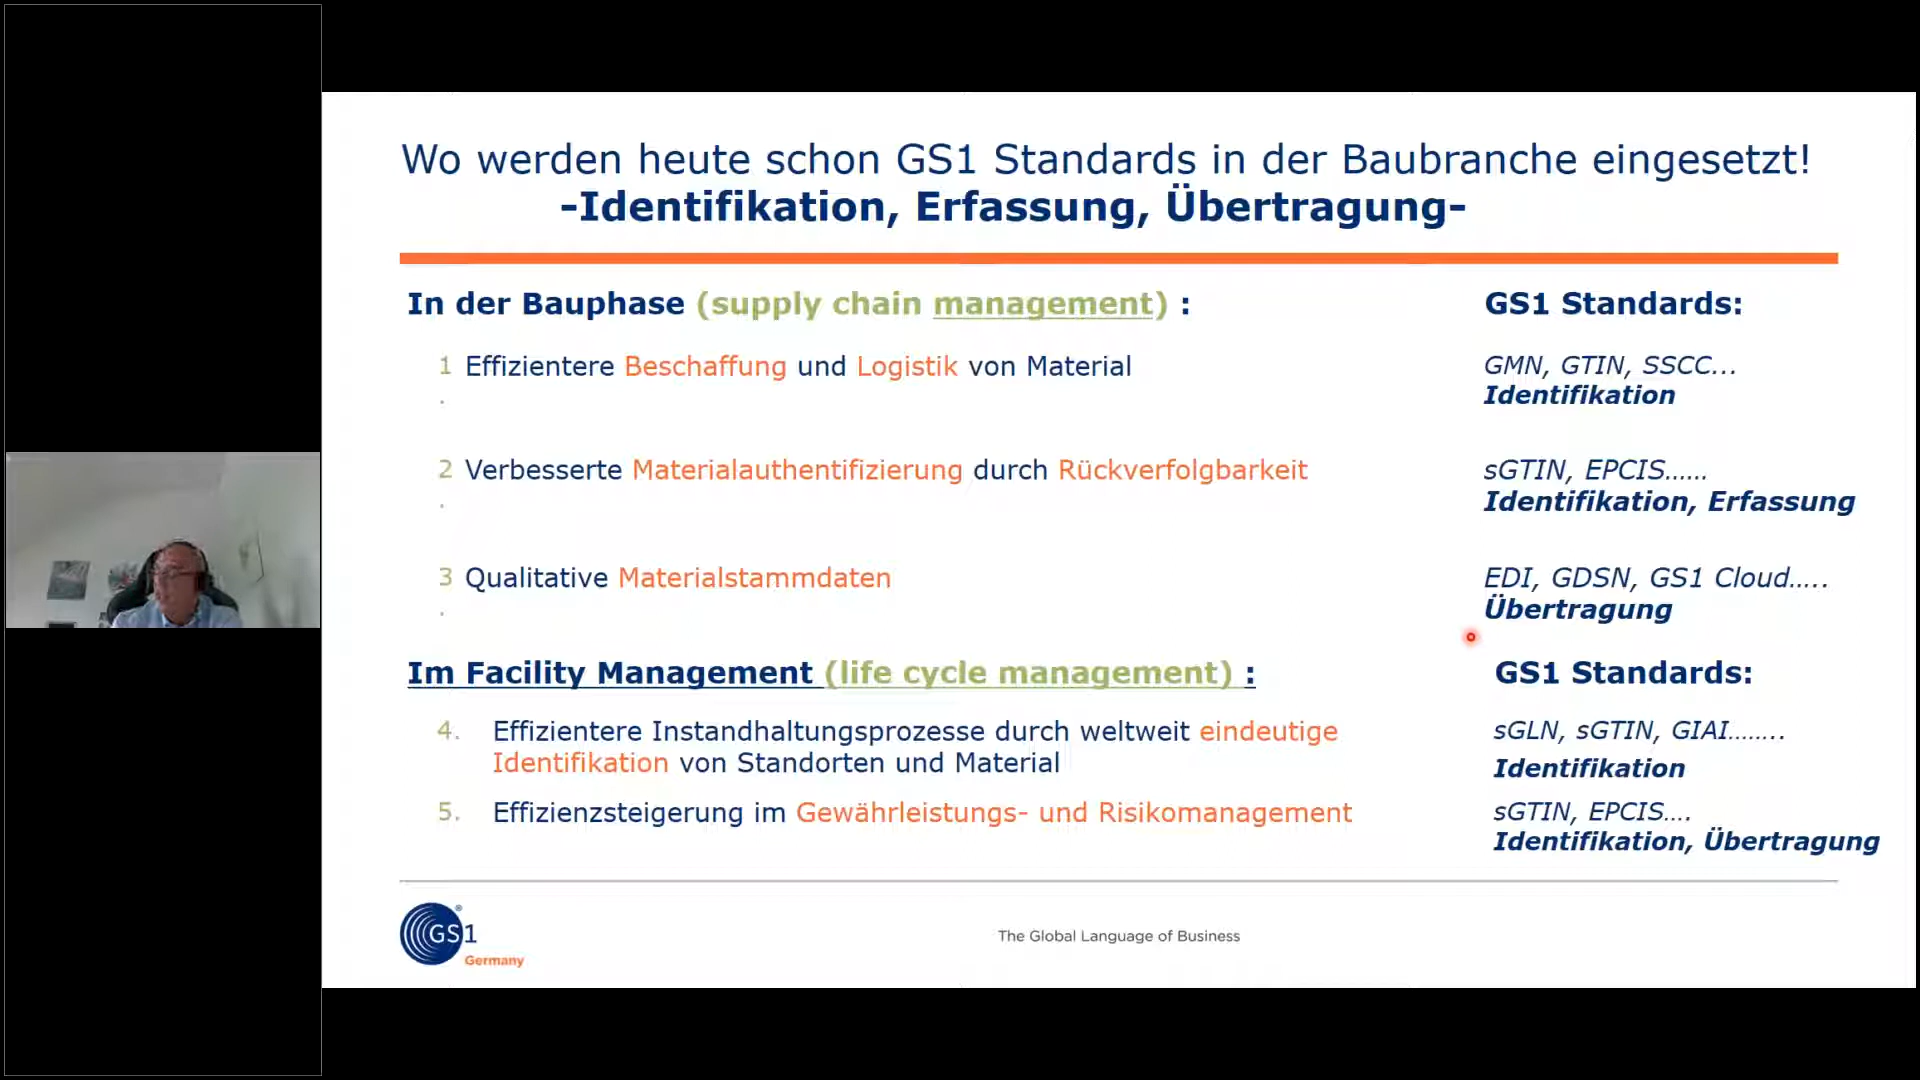 Wo werden heute schon GS1 Standards in der Baubranche eingesetzt!
-Identifikation, Erfassung, Übertragung-
In der Bauphase (supply chain management) :
GS1 Standards:
1. Effizientere Beschaffung und Logistik von Material
GMN, GTIN, SSCC...
Identifikation
2. Verbesserte Materialauthentifizierung durch Rückverfolgbarkeit
sGTIN, EPCIS......
Identifikation, Erfassung
3. Qualitative Materialstammdaten
EDI, GDSN, GS1 Cloud.....
Übertragung
Im Facility Management (life cycle management) :
GS1 Standards:
4. Effizientere Instandhaltungsprozesse durch weltweit eindeutige
Identifikation von Standorten und Material
sGLN, sGTIN, GIAI........
Identifikation
5. Effizienzsteigerung im Gewährleistungs- und Risikomanagement
sGTIN, EPCIS....
Identifikation, Übertragung
GS1®
Germany
The Global Language of Business